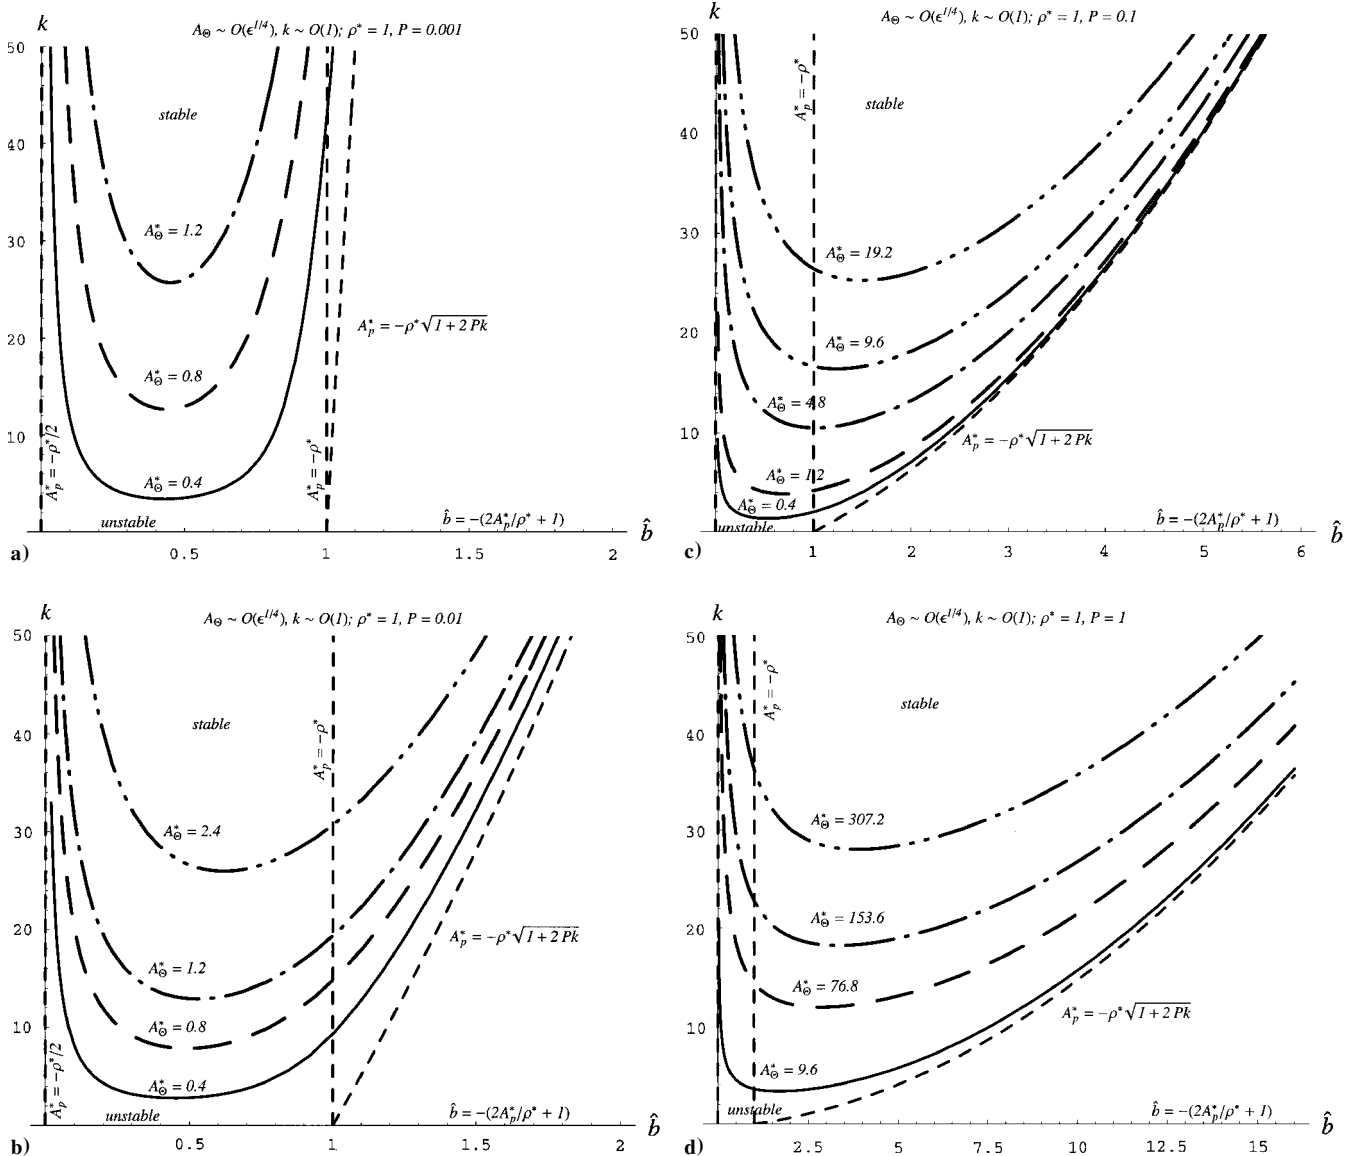 k
A_Θ ~ O(ϵ^{1/4}), k ~ O(1); ρ* = 1, P = 0.001
50
40
30
20
10
stable
A*_Θ = 1.2
A*_Θ = 0.8
A*_Θ = 0.4
A*_p = -ρ*/2
A*_p = -ρ*
A*_p = -ρ*√(1 + 2 Pk)
unstable
b̂ = -(2A*_p/ρ* + 1)
b̂
a)
0.5
1
1.5
2
k
A_Θ ~ O(ϵ^{1/4}), k ~ O(1); ρ* = 1, P = 0.1
50
40
30
20
10
A*_p = -ρ*
stable
A*_Θ = 19.2
A*_Θ = 9.6
A*_Θ = 4.8
A*_p = -ρ*√(1 + 2 Pk)
A*_Θ = 1.2
A*_Θ = 0.4
unstable
b̂ = -(2A*_p/ρ* + 1)
b̂
c)
1
2
3
4
5
6
k
A_Θ ~ O(ϵ^{1/4}), k ~ O(1); ρ* = 1, P = 0.01
50
40
30
20
10
stable
A*_p = -ρ*
A*_Θ = 2.4
A*_p = -ρ*√(1 + 2 Pk)
A*_Θ = 1.2
A*_Θ = 0.8
A*_Θ = 0.4
A*_p = -ρ*/2
unstable
b̂ = -(2A*_p/ρ* + 1)
b̂
b)
0.5
1
1.5
2
k
A_Θ ~ O(ϵ^{1/4}), k ~ O(1); ρ* = 1, P = 1
50
40
30
20
10
A*_p = -ρ*
stable
A*_Θ = 307.2
A*_Θ = 153.6
A*_Θ = 76.8
A*_p = -ρ*√(1 + 2 Pk)
A*_Θ = 9.6
unstable
b̂ = -(2A*_p/ρ* + 1)
b̂
d)
2.5
5
7.5
10
12.5
15